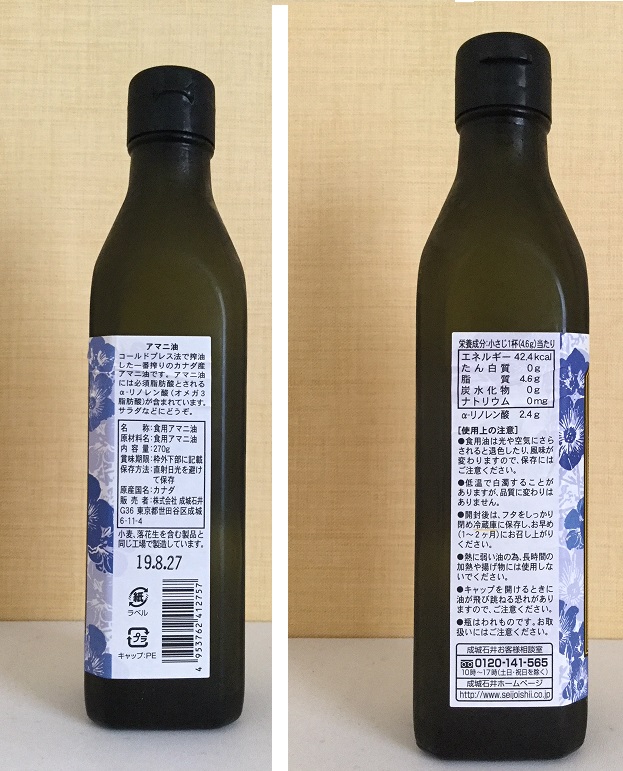 アマニ油
コールドプレス法で搾油
した一番搾りのカナダ産
アマニ油です。アマニ油
には必須脂肪酸とされる
α-リノレン酸(オメガ3
脂肪酸)が含まれています。
サラダなどにどうぞ。
名称:食用アマニ油
原材料名:食用アマニ油
内容量:270g
賞味期限:枠外下部に記載
保存方法:直射日光を避け
て保存
原産国名:カナダ
販売者:株式会社 成城石井
G36 東京都世田谷区成城
6-11-4
小麦、落花生を含む製品と
同じ工場で製造しています。
19.8.27
紙
ラベル
プラ
キャップ:PE
4 953762 412757
栄養成分:小さじ1杯(4.6g)当たり
エネルギー 42.4kcal
たん白質 0g
脂質 4.6g
炭水化物 0g
ナトリウム 0mg
α-リノレン酸 2.4g
[使用上の注意]
●食用油は光や空気にさら
されると退色したり、風味が
変わりますので、保存には
ご注意ください。
●低温で白濁することが
ありますが、品質に変わりは
ありません。
●開封後は、フタをしっかり
閉め冷蔵庫に保存し、お早め
(1〜2ヶ月)にお召し上がり
ください。
●熱に弱い油の為、長時間の
加熱や揚げ物には使用しな
いでください。
●キャップを開けるときに
油が飛び跳ねる恐れがあり
ますので、ご注意ください。
●瓶はわれものです。お取
扱いにはご注意ください。
成城石井お客様相談室
0120-141-565
10時〜17時(土日・祝日を除く)
成城石井ホームページ
http://www.seijoishii.co.jp